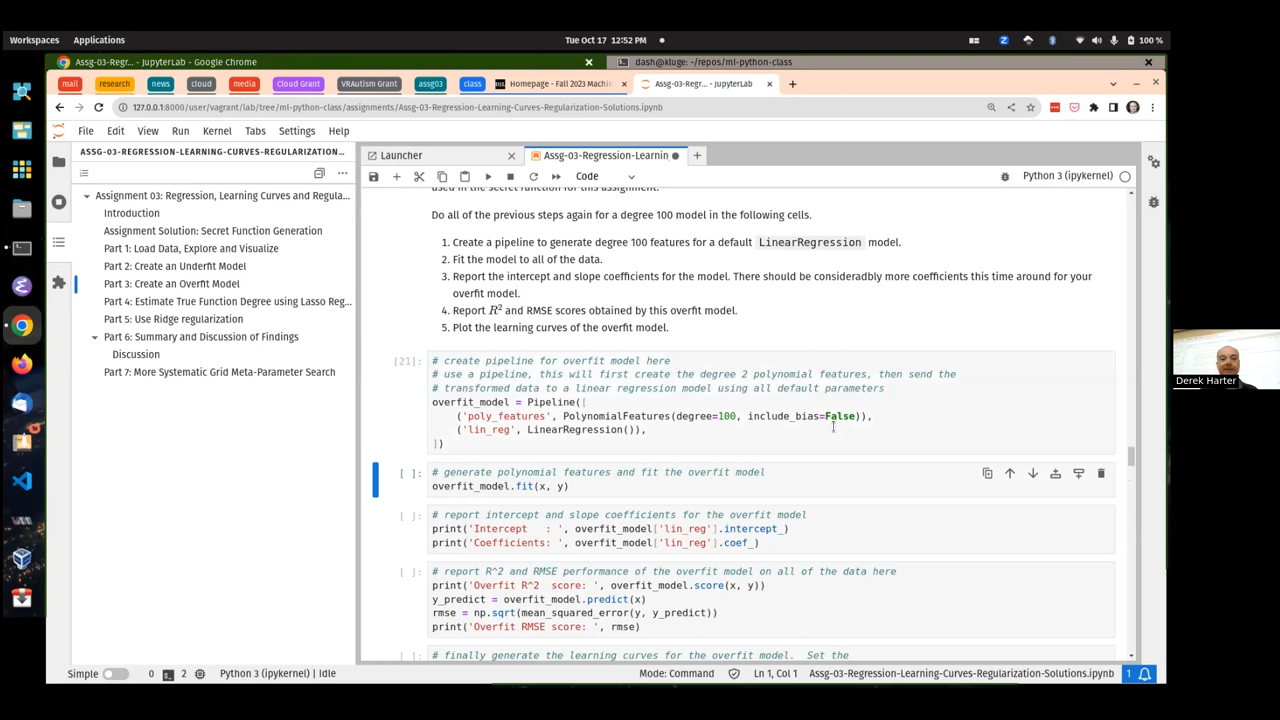 Workspaces Applications Tue Oct 17 12:52 PM 100 %
Assg-03-Regr... - JupyterLab - Google Chrome dash@kluge: ~/repos/ml-python-class
mail research news cloud media Cloud Grant VRAutism Grant assg03 class Homepage - Fall 2023 Machin Assg-03-Regr... - JupyterLab
127.0.0.1:8000/user/vagrant/lab/tree/ml-python-class/assignments/Assg-03-Regression-Learning-Curves-Regularization-Solutions.ipynb
File Edit View Run Kernel Tabs Settings Help
ASSG-03-REGRESSION-LEARNING-CURVES-REGULARIZATION...
Assignment 03: Regression, Learning Curves and Regula...
Introduction
Assignment Solution: Secret Function Generation
Part 1: Load Data, Explore and Visualize
Part 2: Create an Underfit Model
Part 3: Create an Overfit Model
Part 4: Estimate True Function Degree using Lasso Reg...
Part 5: Use Ridge regularization
Part 6: Summary and Discussion of Findings
Discussion
Part 7: More Systematic Grid Meta-Parameter Search
Launcher Assg-03-Regression-Learnin
Code Python 3 (ipykernel)
used in the secret function for this assignment.
Do all of the previous steps again for a degree 100 model in the following cells.
1. Create a pipeline to generate degree 100 features for a default LinearRegression model.
2. Fit the model to all of the data.
3. Report the intercept and slope coefficients for the model. There should be consideradbly more coefficients this time around for your
overfit model.
4. Report R² and RMSE scores obtained by this overfit model.
5. Plot the learning curves of the overfit model.
[21]: # create pipeline for overfit model here
# use a pipeline, this will first create the degree 2 polynomial features, then send the
# transformed data to a linear regression model using all default parameters
overfit_model = Pipeline([
('poly_features', PolynomialFeatures(degree=100, include_bias=False)),
('lin_reg', LinearRegression()),
])
[ ]: # generate polynomial features and fit the overfit model
overfit_model.fit(x, y)
[ ]: # report intercept and slope coefficients for the overfit model
print('Intercept   : ', overfit_model['lin_reg'].intercept_)
print('Coefficients: ', overfit_model['lin_reg'].coef_)
[ ]: # report R^2 and RMSE performance of the overfit model on all of the data here
print('Overfit R^2  score: ', overfit_model.score(x, y))
y_predict = overfit_model.predict(x)
rmse = np.sqrt(mean_squared_error(y, y_predict))
print('Overfit RMSE score: ', rmse)
[ ]: # finally generate the learning curves for the overfit model.  Set the
Simple 0 2 Python 3 (ipykernel) | Idle Mode: Command Ln 1, Col 1 Assg-03-Regression-Learning-Curves-Regularization-Solutions.ipynb 1
Derek Harter